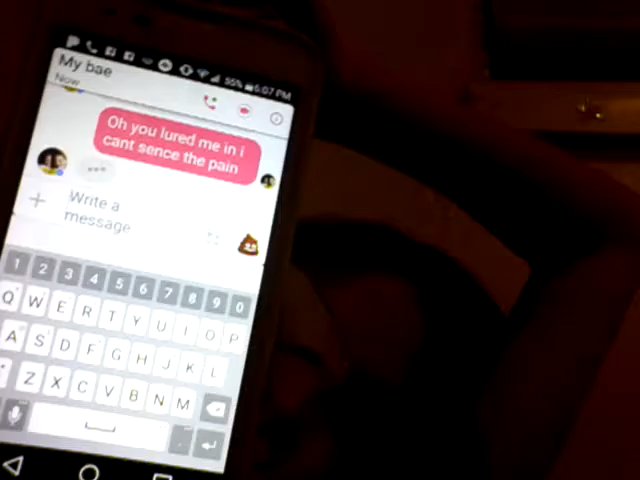 55% 6:07 PM
My bae
Now
Oh you lured me in i
cant sence the pain
Write a
message
1 2 3 4 5 6 7 8 9 0
Q W E R T Y U I O P
A S D F G H J K L
Z X C V B N M